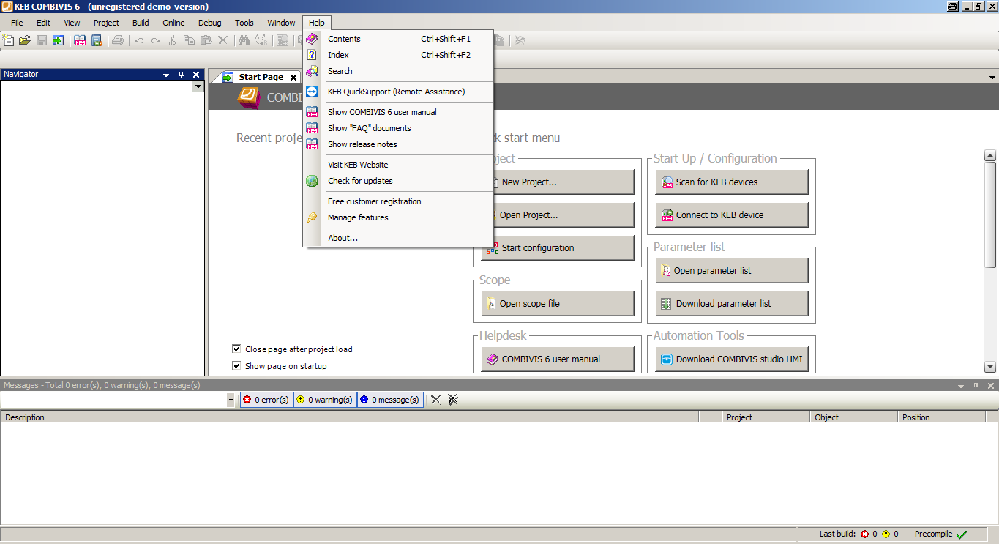 KEB COMBIVIS 6 - (unregistered demo-version)
File Edit View Project Build Online Debug Tools Window Help
Contents Ctrl+Shift+F1
Index Ctrl+Shift+F2
Search
KEB QuickSupport (Remote Assistance)
Show COMBIVIS 6 user manual
Show "FAQ" documents
Show release notes
Visit KEB Website
Check for updates
Free customer registration
Manage features
About...
Navigator
Start Page
COMBI
Recent proje
start menu
New Project...
Open Project...
Start configuration
Scope
Open scope file
Helpdesk
COMBIVIS 6 user manual
Start Up / Configuration
Scan for KEB devices
Connect to KEB device
Parameter list
Open parameter list
Download parameter list
Automation Tools
Download COMBIVIS studio HMI
Close page after project load
Show page on startup
Messages - Total 0 error(s), 0 warning(s), 0 message(s)
0 error(s) 0 warning(s) 0 message(s)
Description Project Object Position
Last build: 0 0 Precompile